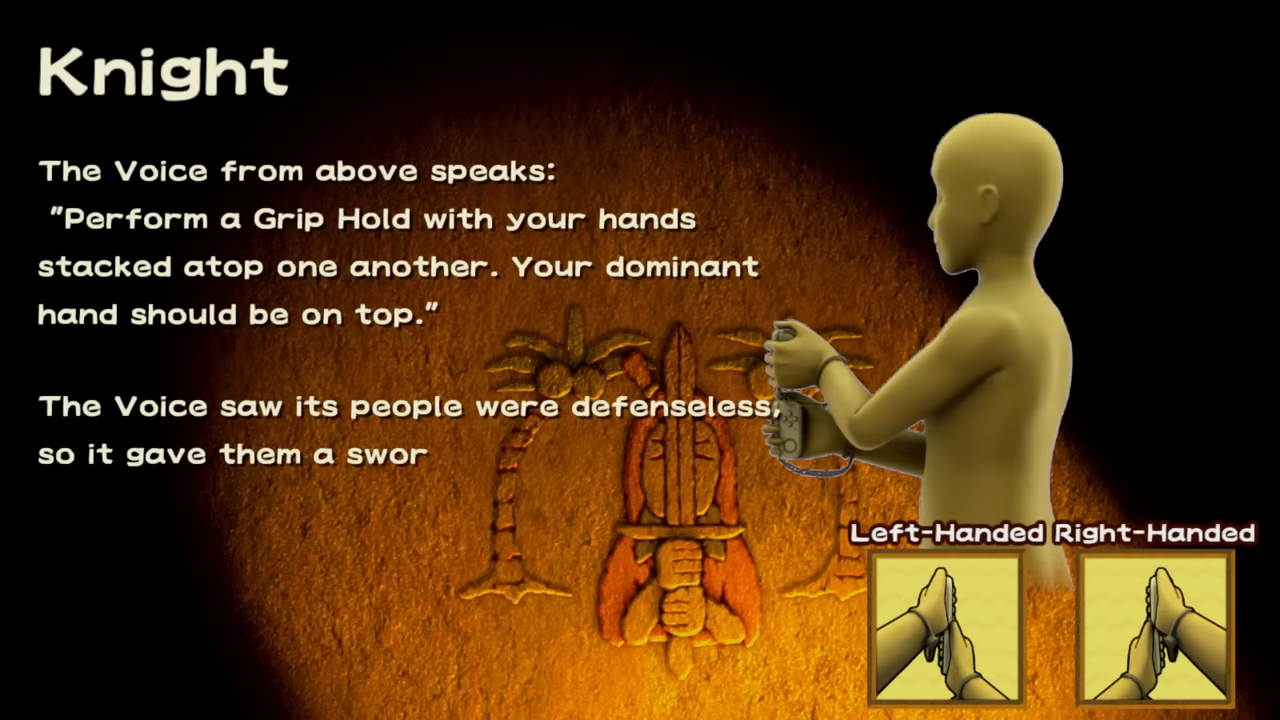 Knight
The Voice from above speaks:
"Perform a Grip Hold with your hands
stacked atop one another. Your dominant
hand should be on top."
The Voice saw its people were defenseless,
so it gave them a swor
Left-Handed Right-Handed